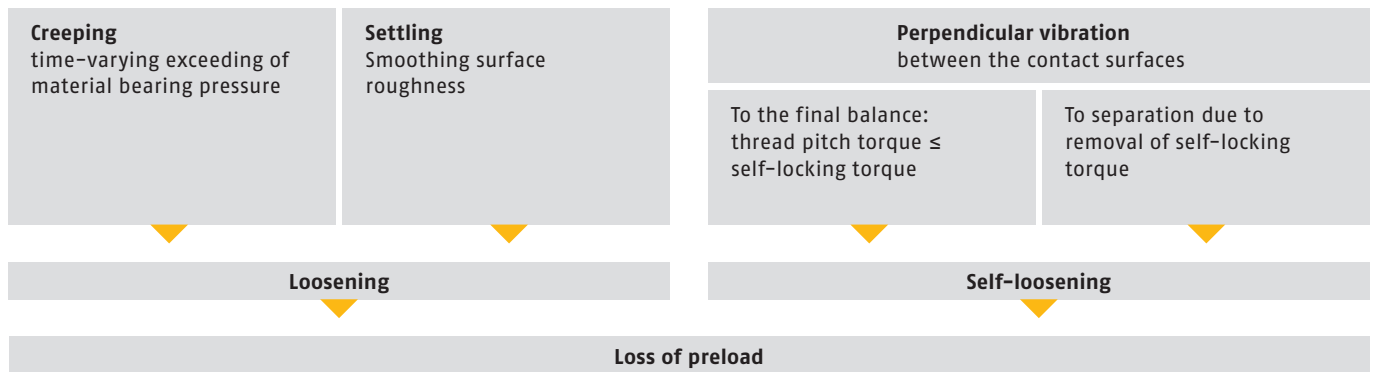 Creeping
time-varying exceeding of
material bearing pressure
Settling
Smoothing surface
roughness
Perpendicular vibration
between the contact surfaces
To the final balance:
thread pitch torque ≤
self-locking torque
To separation due to
removal of self-locking
torque
Loosening
Self-loosening
Loss of preload